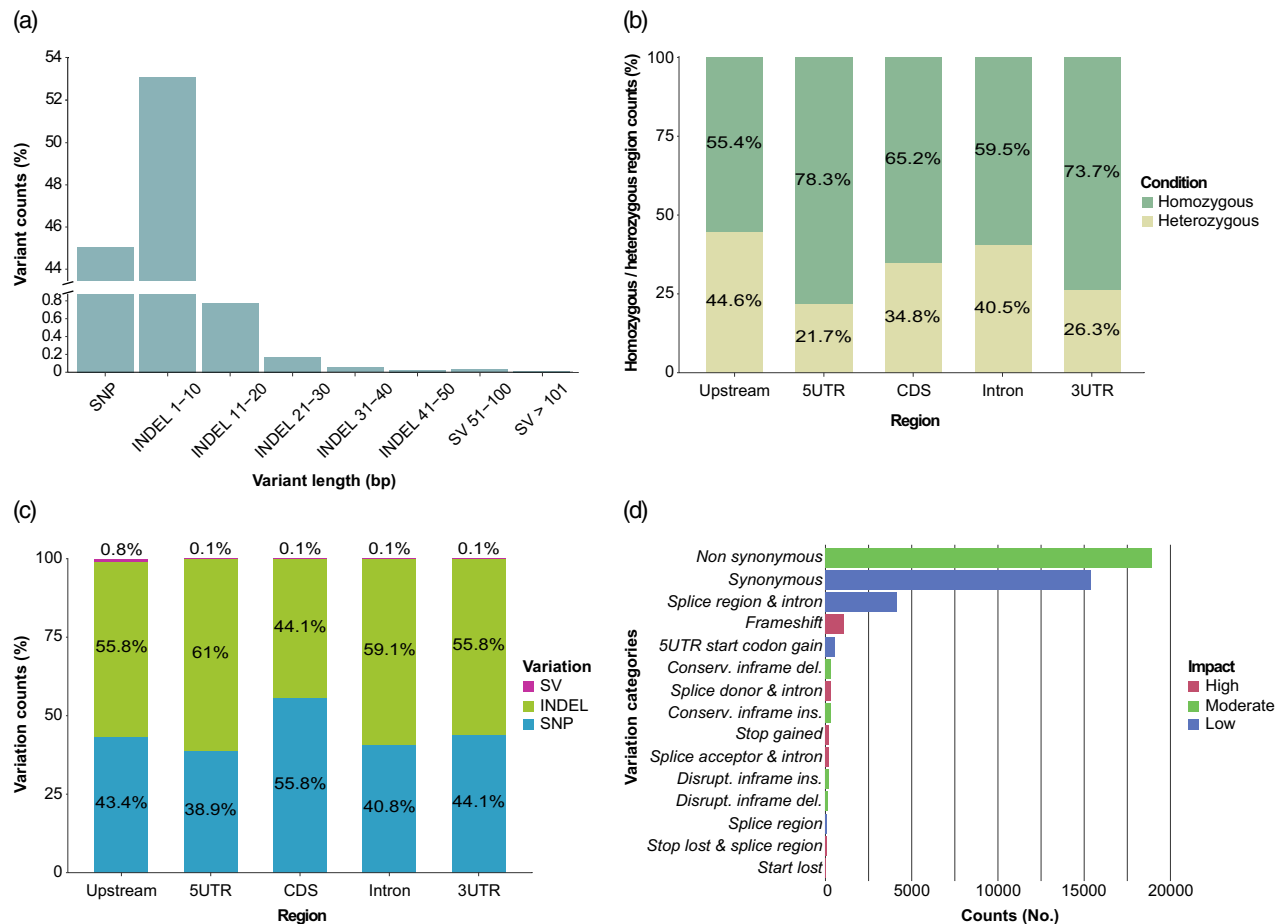 (a)
Variant counts (%)
54
52
50
48
46
44
0.8
0.6
0.4
0.2
0
SNP
INDEL 1–10
INDEL 11–20
INDEL 21–30
INDEL 31–40
INDEL 41–50
SV 51–100
SV > 101
Variant length (bp)
(b)
Homozygous / heterozygous region counts (%)
100
75
50
25
0
55.4%
78.3%
65.2%
59.5%
73.7%
44.6%
21.7%
34.8%
40.5%
26.3%
Upstream
5UTR
CDS
Intron
3UTR
Region
Condition
Homozygous
Heterozygous
(c)
Variation counts (%)
100
75
50
25
0
0.8%
0.1%
0.1%
0.1%
0.1%
55.8%
61%
44.1%
59.1%
55.8%
43.4%
38.9%
55.8%
40.8%
44.1%
Upstream
5UTR
CDS
Intron
3UTR
Region
Variation
SV
INDEL
SNP
(d)
Variation categories
Non synonymous
Synonymous
Splice region & intron
Frameshift
5UTR start codon gain
Conserv. inframe del.
Splice donor & intron
Conserv. inframe ins.
Stop gained
Splice acceptor & intron
Disrupt. inframe ins.
Disrupt. inframe del.
Splice region
Stop lost & splice region
Start lost
0
5000
10000
15000
20000
Counts (No.)
Impact
High
Moderate
Low